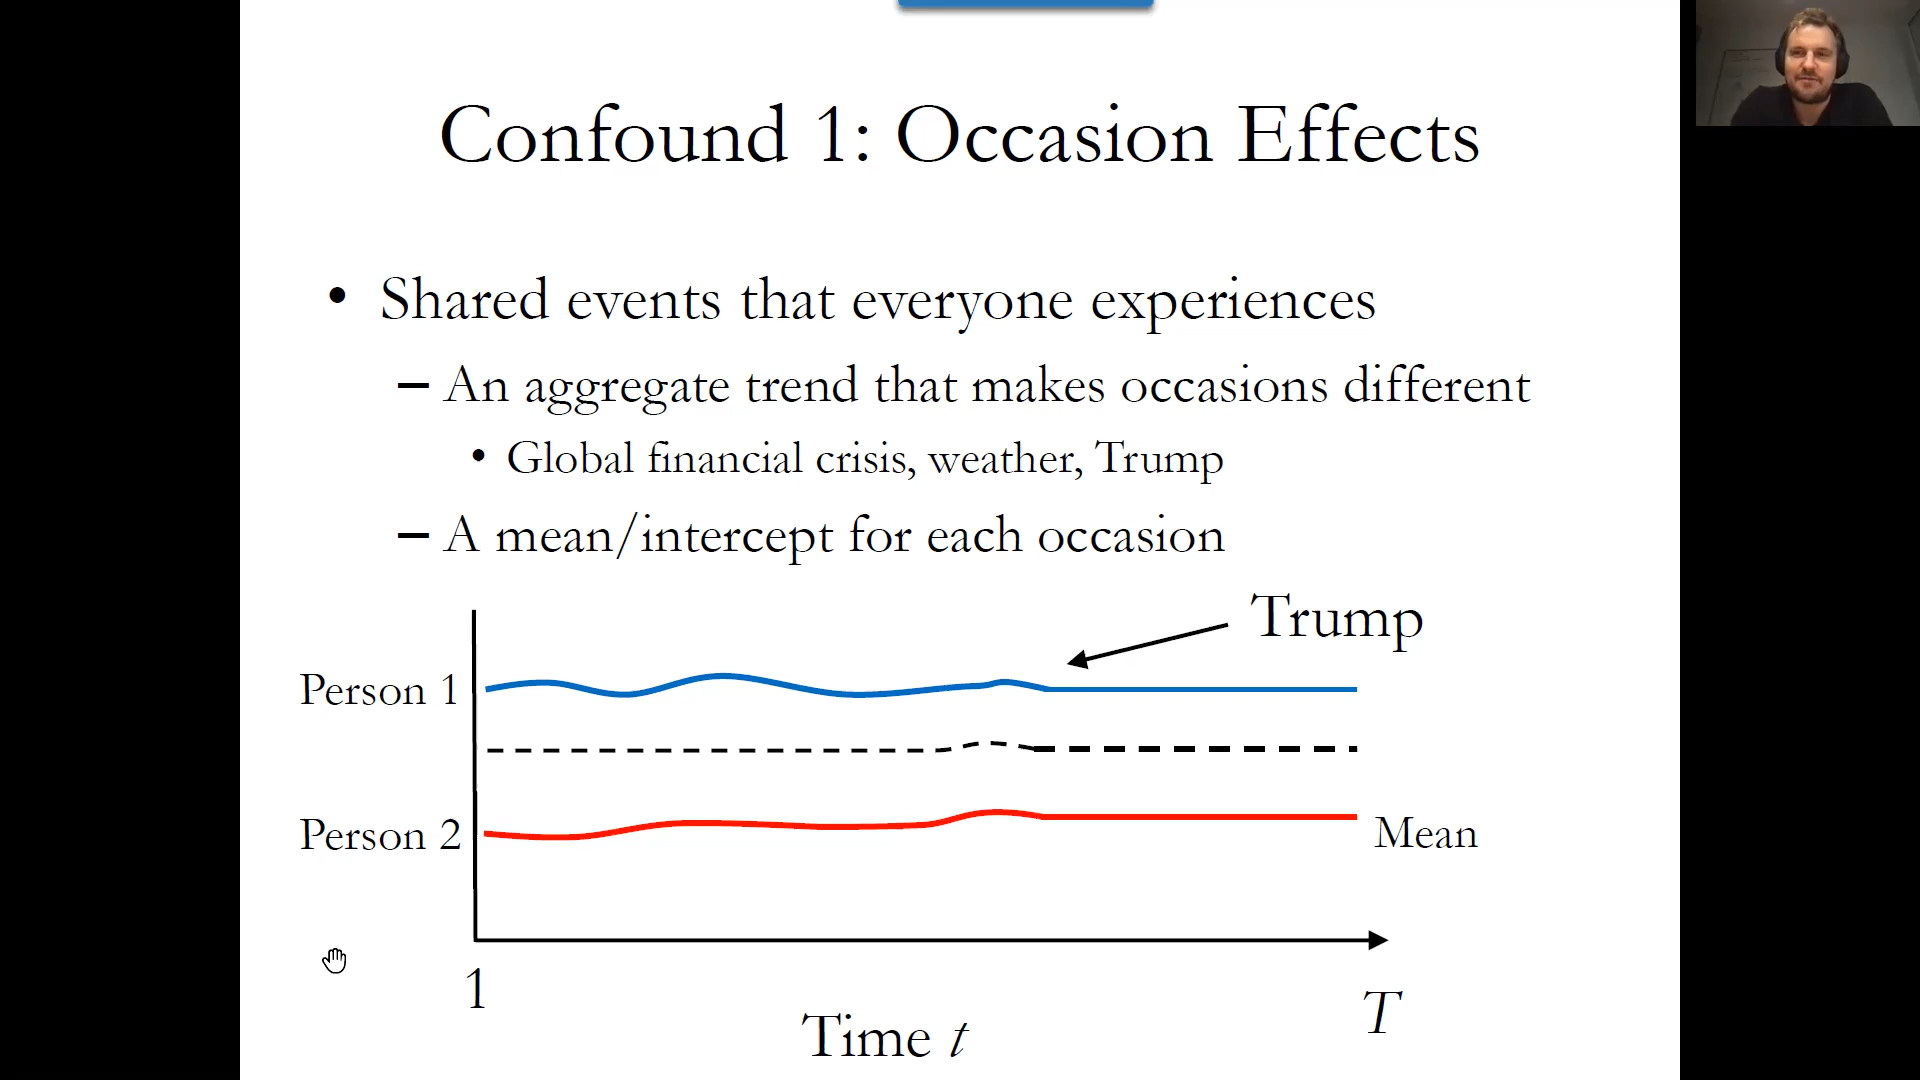 Confound 1: Occasion Effects
• Shared events that everyone experiences
– An aggregate trend that makes occasions different
• Global financial crisis, weather, Trump
– A mean/intercept for each occasion
Trump
Person 1
Person 2
Mean
1
T
Time t